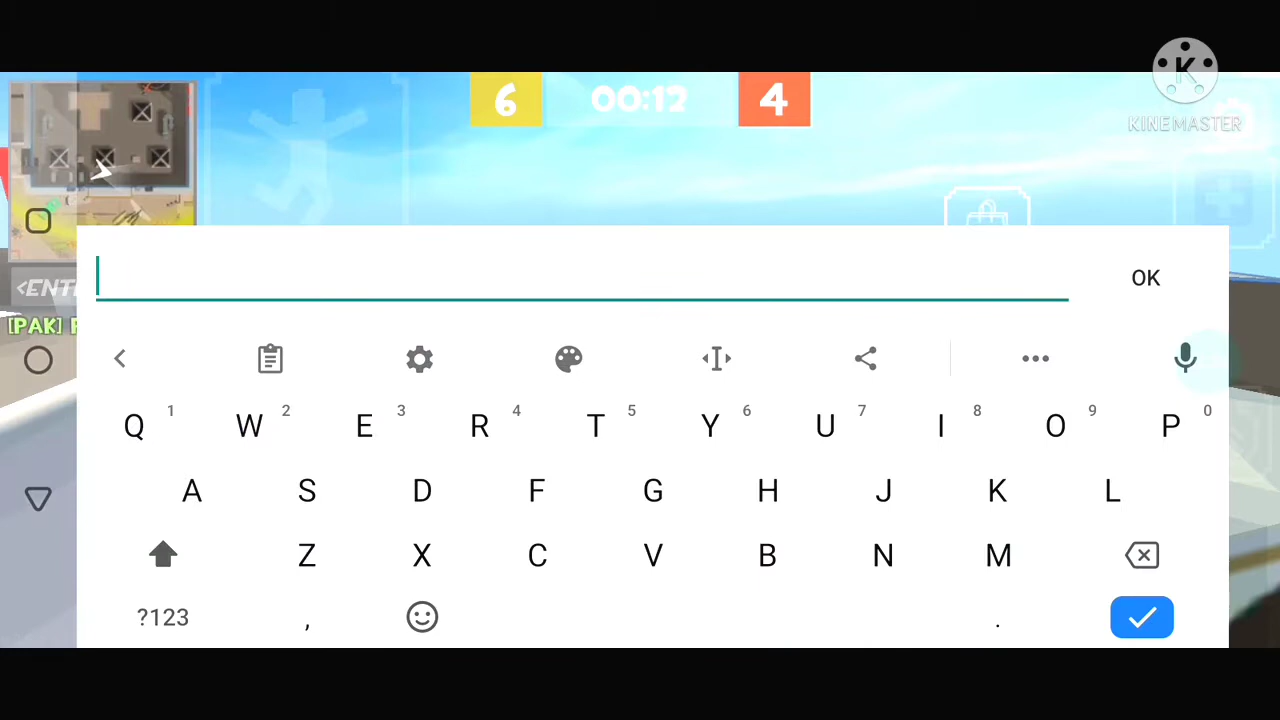 6 00:12 4
KINEMASTER
<ENT
[PAK]
OK
1 2 3 4 5 6 7 8 9 0
Q W E R T Y U I O P
A S D F G H J K L
Z X C V B N M
?123 , .